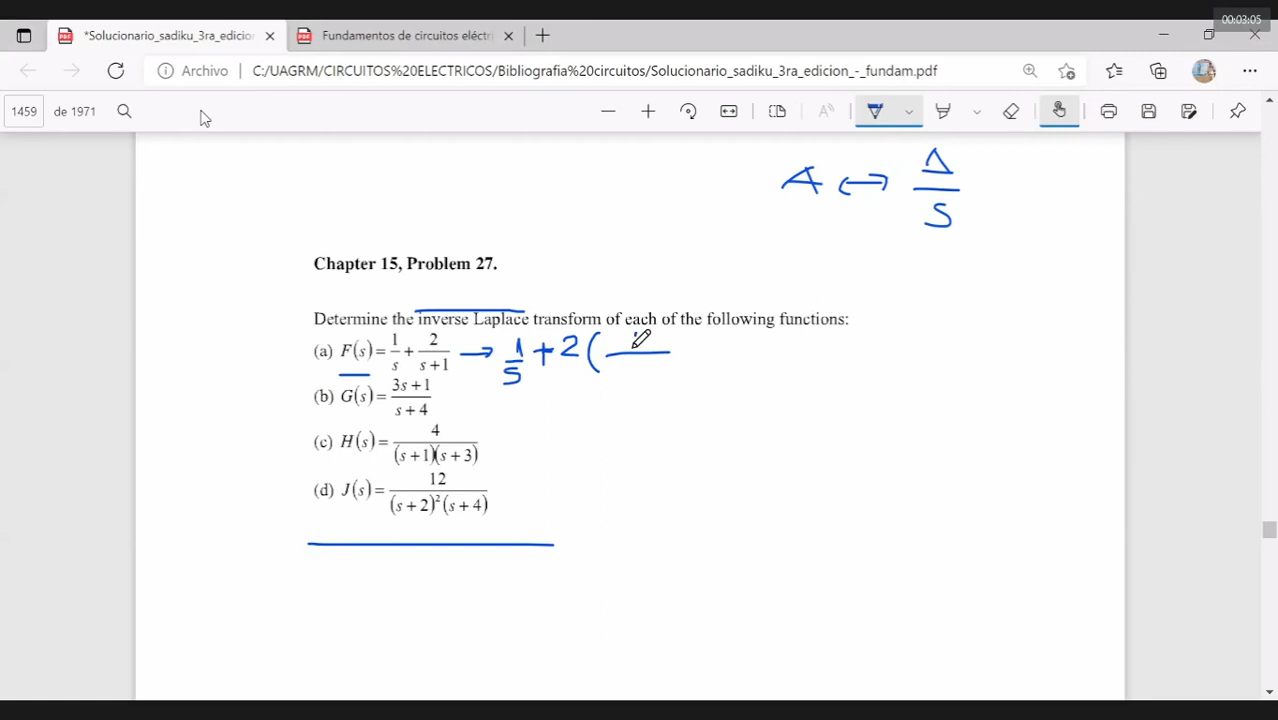 00:03:05
*Solucionario_sadiku_3ra_edicion
Fundamentos de circuitos eléctri
Archivo
C:/UAGRM/CIRCUITOS%20ELECTRICOS/Bibliografia%20circuitos/Solucionario_sadiku_3ra_edicion_-_fundam.pdf
1459 de 1971
A ↔ A/s
Chapter 15, Problem 27.
Determine the inverse Laplace transform of each of the following functions:
(a) F(s) = 1/s + 2/(s+1) → 1/s + 2(
(b) G(s) = (3s+1)/(s+4)
(c) H(s) = 4/((s+1)(s+3))
(d) J(s) = 12/((s+2)²(s+4))